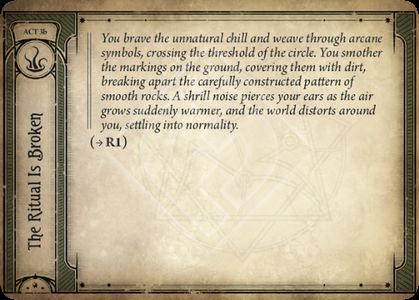 ACT 3b
The Ritual Is Broken
You brave the unnatural chill and weave through arcane
symbols, crossing the threshold of the circle. You smother
the markings on the ground, covering them with dirt,
breaking apart the carefully constructed pattern of
smooth rocks. A shrill noise pierces your ears as the air
grows suddenly warmer, and the world distorts around
you, settling into normality.
(→ R1)